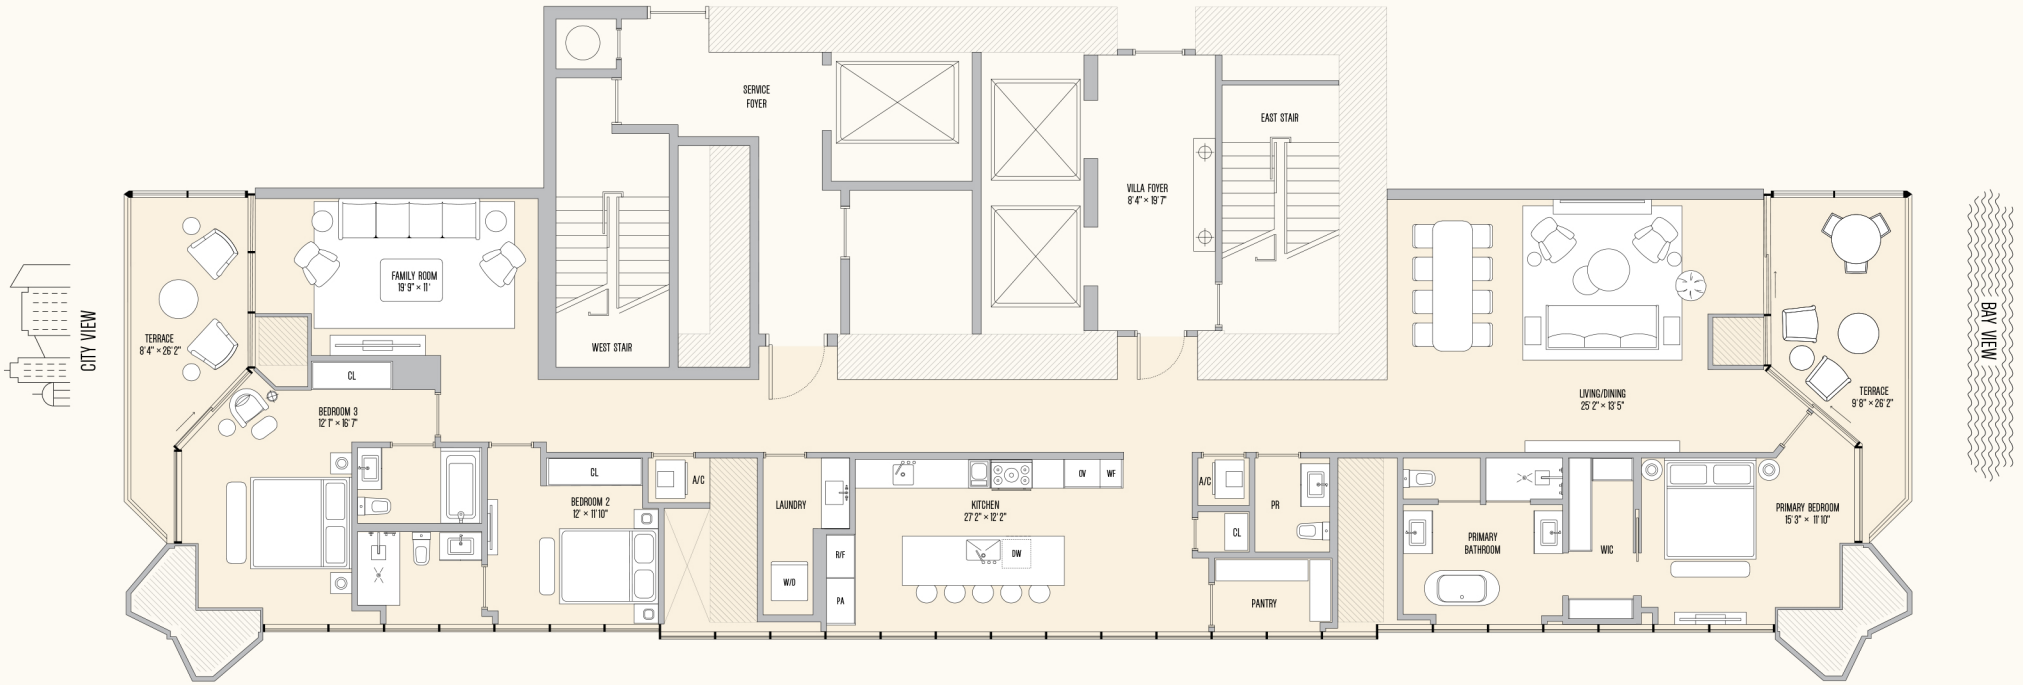 SERVICE
FOYER
EAST STAIR
VILLA FOYER
8' 4" × 19' 7"
FAMILY ROOM
19' 9" × 11'
CITY VIEW
BAY VIEW
TERRACE
8' 4" × 26' 2"
WEST STAIR
CL
LIVING/DINING
25' 2" × 13' 5"
TERRACE
9' 8" × 26' 2"
BEDROOM 3
12' 1" × 16' 7"
CL
BEDROOM 2
12' × 11' 10"
A/C
LAUNDRY
KITCHEN
27' 2" × 12' 2"
OV
WF
A/C
PR
CL
PRIMARY BEDROOM
15' 3" × 11' 10"
PRIMARY
BATHROOM
WIC
R/F
DW
W/D
PA
PANTRY